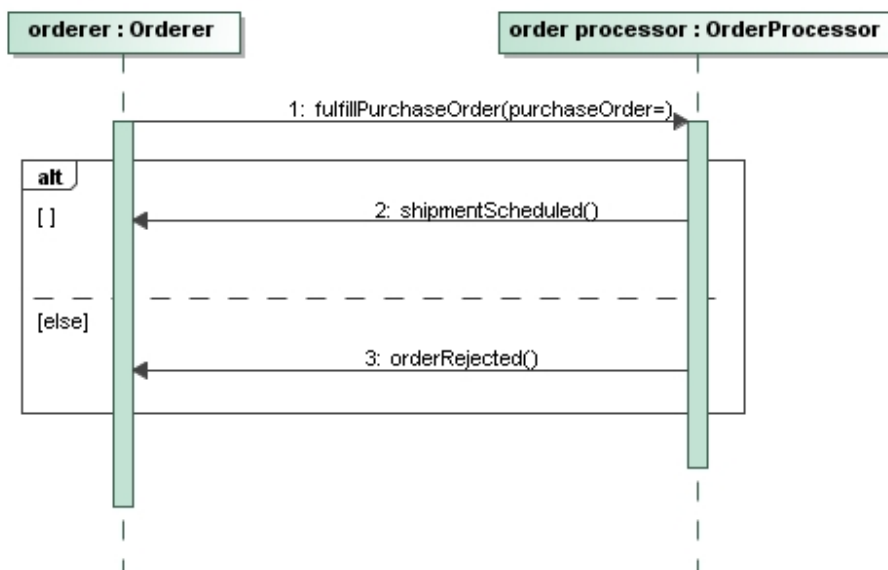 orderer : Orderer
order processor : OrderProcessor
1: fulfillPurchaseOrder(purchaseOrder=)
alt
[ ]
2: shipmentScheduled()
[else]
3: orderRejected()